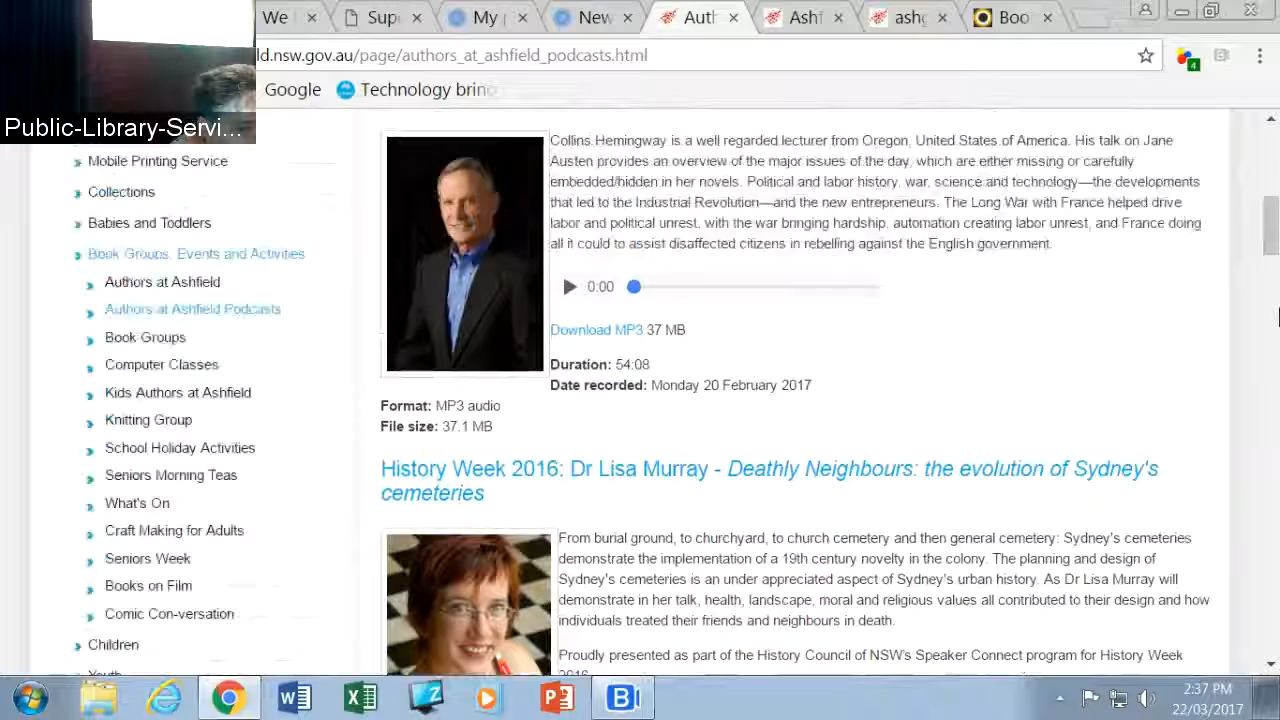 We
Sup
My p
New
Auth
Ashf
ashg
Boo
ld.nsw.gov.au/page/authors_at_ashfield_podcasts.html
4
Google
Technology bring
Public-Library-Servi...
Mobile Printing Service
Collections
Babies and Toddlers
Book Groups, Events and Activities
Authors at Ashfield
Authors at Ashfield Podcasts
Book Groups
Computer Classes
Kids Authors at Ashfield
Knitting Group
School Holiday Activities
Seniors Morning Teas
What's On
Craft Making for Adults
Seniors Week
Books on Film
Comic Con-versation
Children
Youth
Collins Hemingway is a well regarded lecturer from Oregon, United States of America. His talk on Jane
Austen provides an overview of the major issues of the day, which are either missing or carefully
embedded/hidden in her novels. Political and labor history, war, science and technology—the developments
that led to the Industrial Revolution—and the new entrepreneurs. The Long War with France helped drive
labor and political unrest, with the war bringing hardship, automation creating labor unrest, and France doing
all it could to assist disaffected citizens in rebelling against the English government.
0:00
Download MP3 37 MB
Duration: 54:08
Date recorded: Monday 20 February 2017
Format: MP3 audio
File size: 37.1 MB
History Week 2016: Dr Lisa Murray - Deathly Neighbours: the evolution of Sydney's
cemeteries
From burial ground, to churchyard, to church cemetery and then general cemetery: Sydney's cemeteries
demonstrate the implementation of a 19th century novelty in the colony. The planning and design of
Sydney's cemeteries is an under appreciated aspect of Sydney's urban history. As Dr Lisa Murray will
demonstrate in her talk, health, landscape, moral and religious values all contributed to their design and how
individuals treated their friends and neighbours in death.
Proudly presented as part of the History Council of NSW's Speaker Connect program for History Week
2016
2:37 PM
22/03/2017